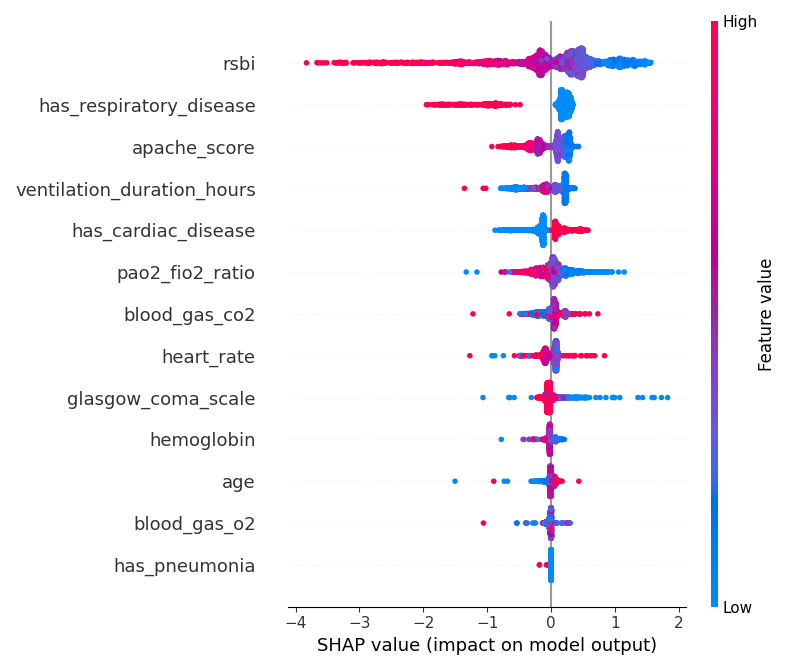 High
rsbi
has_respiratory_disease
apache_score
ventilation_duration_hours
has_cardiac_disease
pao2_fio2_ratio
blood_gas_co2
heart_rate
glasgow_coma_scale
hemoglobin
age
blood_gas_o2
has_pneumonia
Feature value
Low
−4 −3 −2 −1 0 1 2
SHAP value (impact on model output)